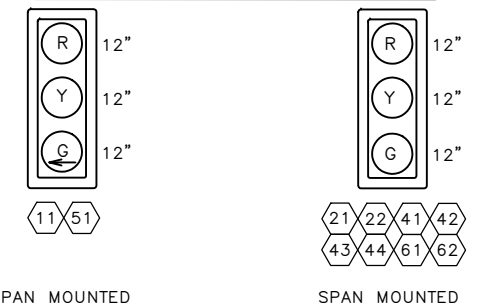 R 12" R 12"
Y 12" Y 12"
G 12" G 12"
11 51 21 22 41 42
43 44 61 62
PAN MOUNTED SPAN MOUNTED